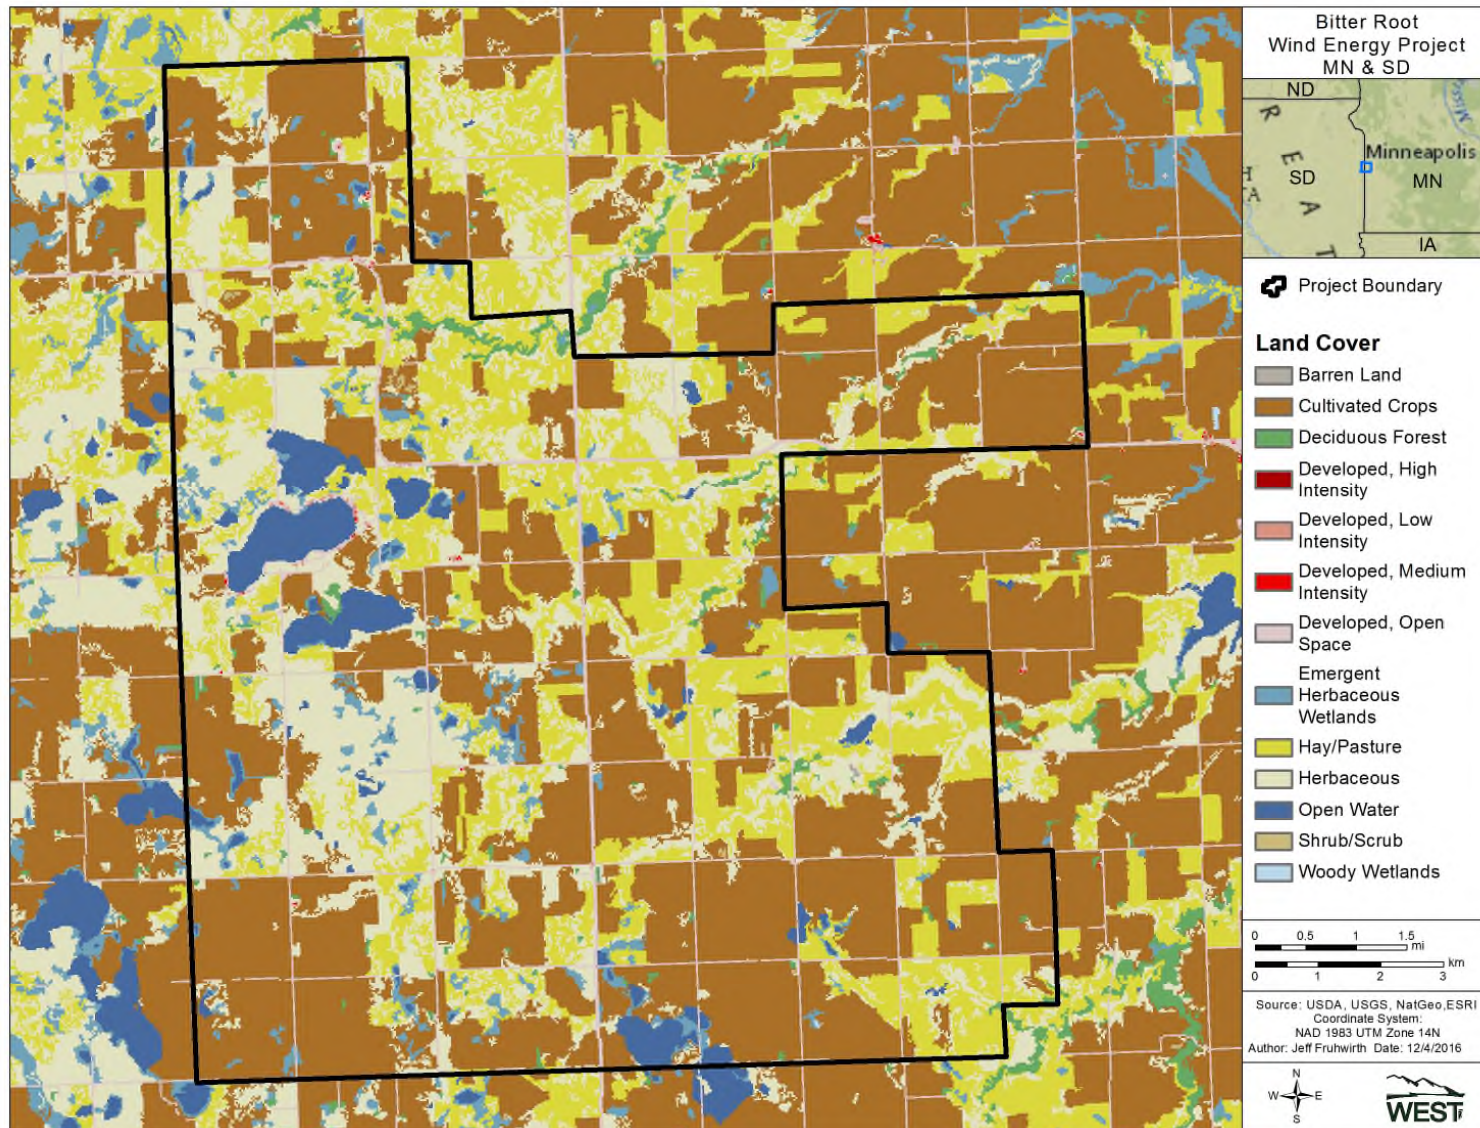 Bitter Root
Wind Energy Project
MN & SD
ND
Minneapolis
SD
MN
IA
R
E
A
T
Project Boundary
Land Cover
Barren Land
Cultivated Crops
Deciduous Forest
Developed, High
Intensity
Developed, Low
Intensity
Developed, Medium
Intensity
Developed, Open
Space
Emergent
Herbaceous
Wetlands
Hay/Pasture
Herbaceous
Open Water
Shrub/Scrub
Woody Wetlands
0 0.5 1 1.5
mi
km
0 1 2 3
Source: USDA, USGS, NatGeo,ESRI
Coordinate System:
NAD 1983 UTM Zone 14N
Author: Jeff Fruhwirth Date: 12/4/2016
N
W E
S
WEST